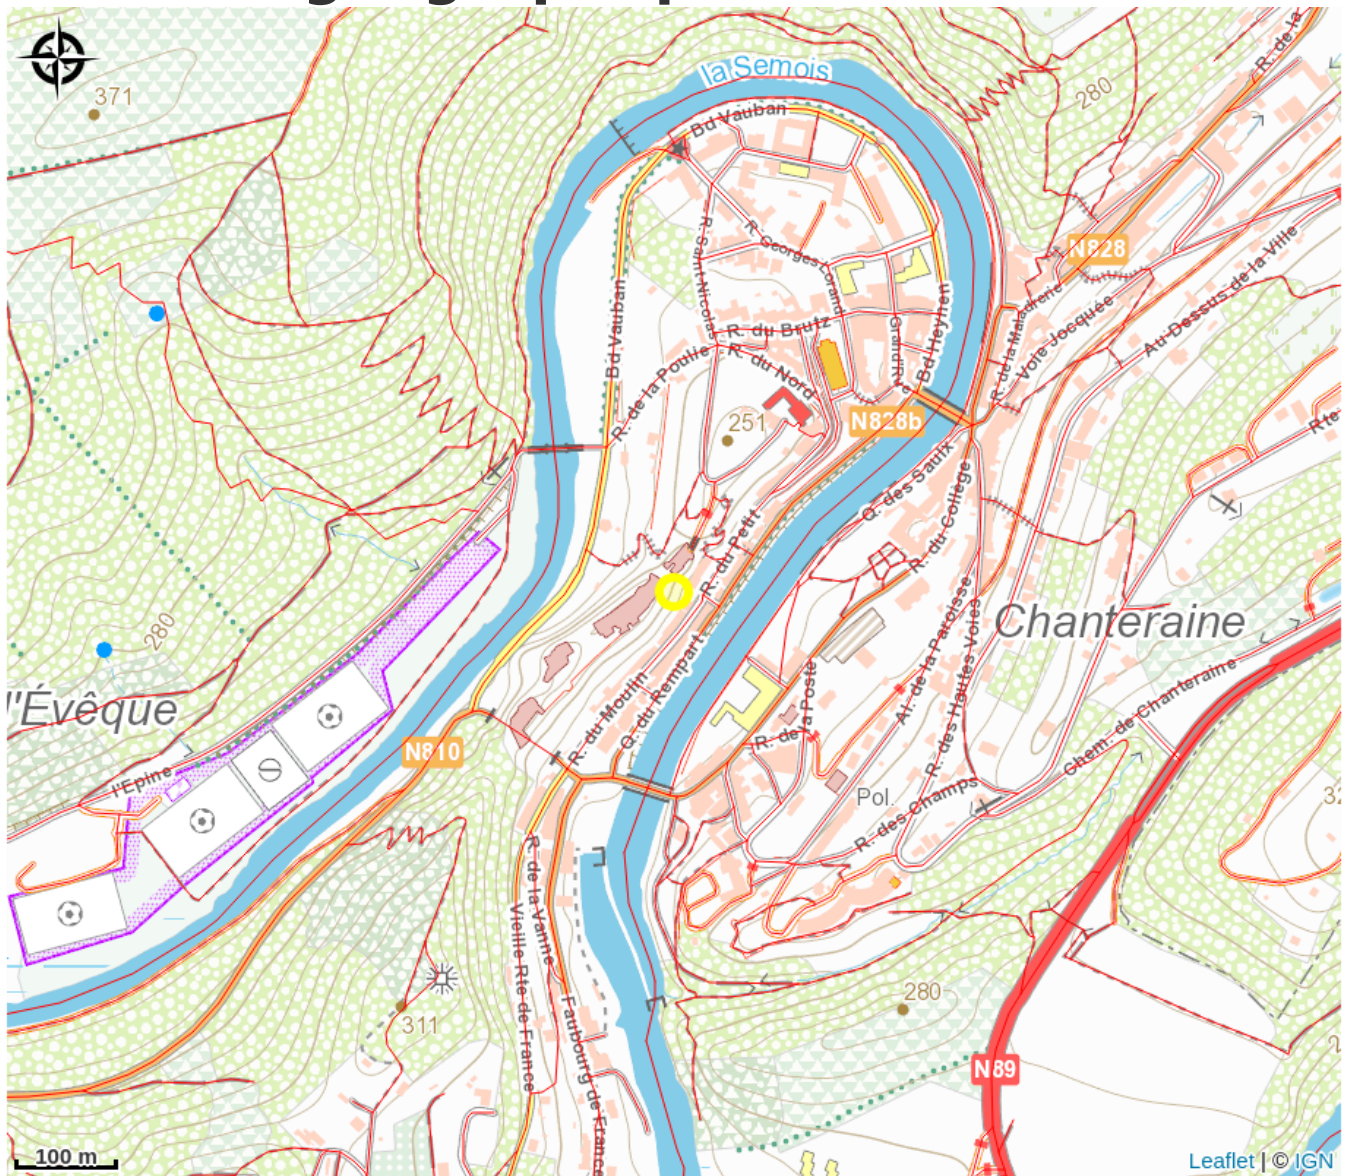 la Semois
R. de la
371
Bd Vauban
280
N828
R. Georges Lorand
R. Saint Nicolas
Au Dessus de la Ville
Bd Vauban
Bd Heyneu
R. de la Maladrerie
Voie Jocquée
R. du Brutz
Grand'R
R. de la Poulie
R. du Nord
251
N828b
Rte
Q. des Saulx
R. du Collège
R. du Petit
280
Al. de la Paroisse
R. des Hautes Voies
Chanteraine
l'Évêque
R. du Moulin
Q. du Rempart
R. de la Poste
Chem. de Chanteraine
N810
l'Epine
Pol.
R. des Champs
R. de la Vanne
Vieille Rte de France
280
311
Faubourg de France
N89
100 m
Leaflet | © IGN